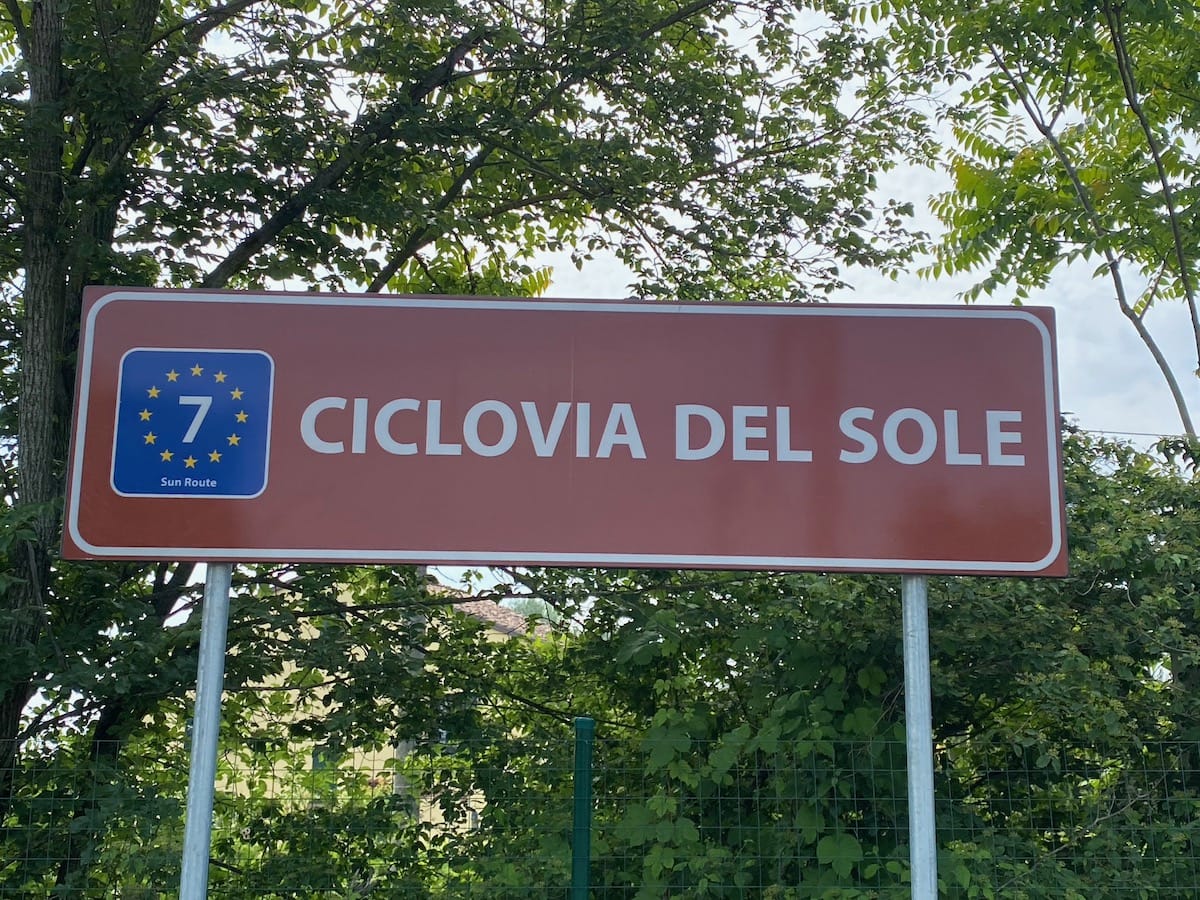 7
Sun Route
CICLOVIA DEL SOLE